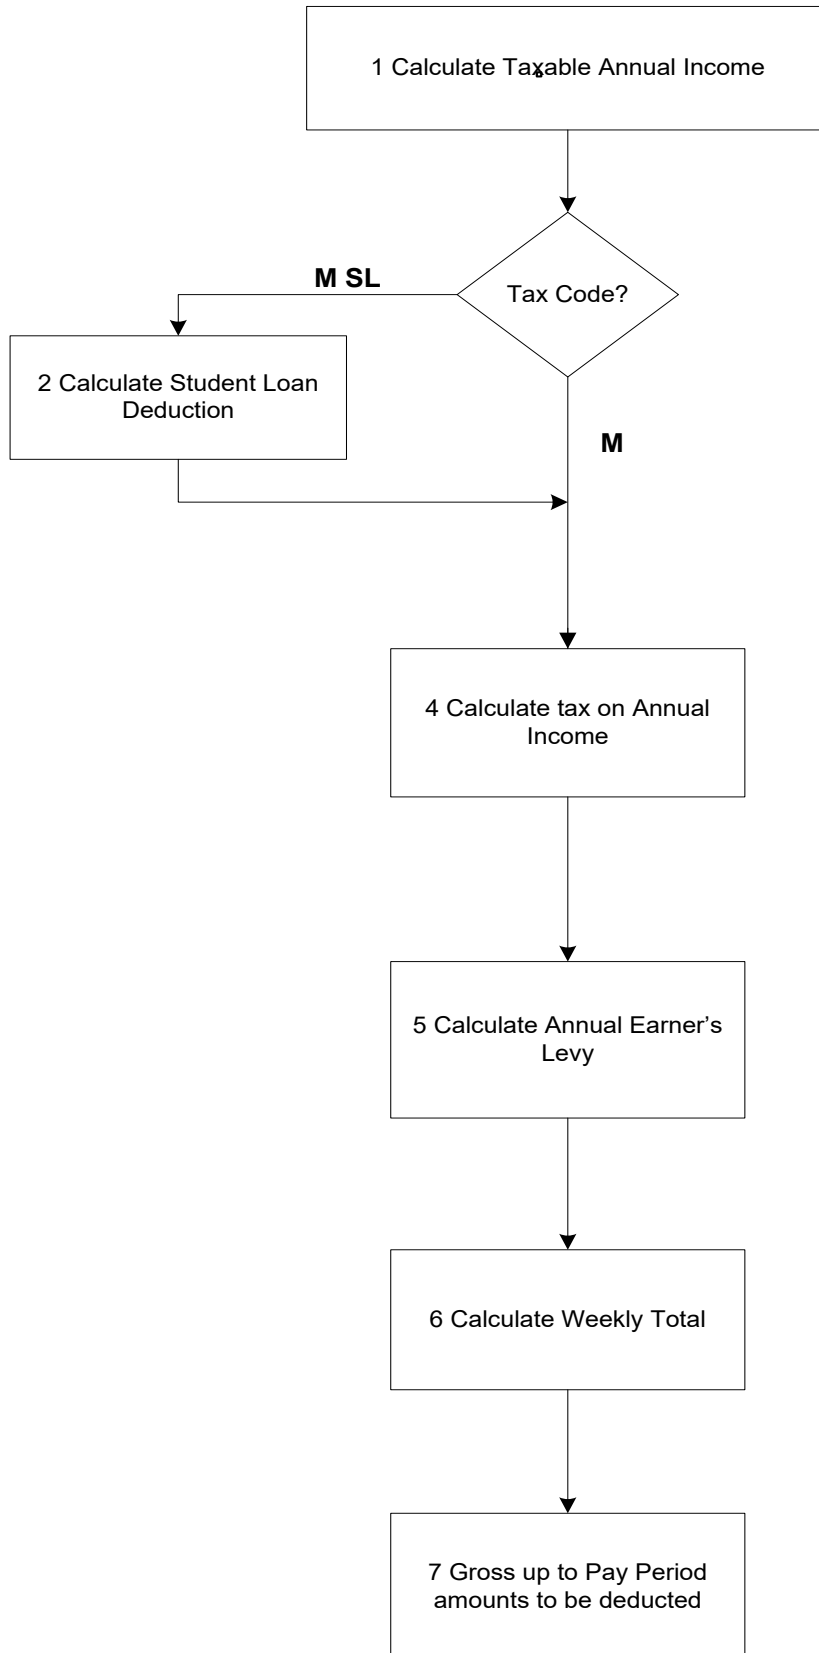 1 Calculate Taxable Annual Income
M SL
Tax Code?
2 Calculate Student Loan
Deduction
M
4 Calculate tax on Annual
Income
5 Calculate Annual Earner’s
Levy
6 Calculate Weekly Total
7 Gross up to Pay Period
amounts to be deducted